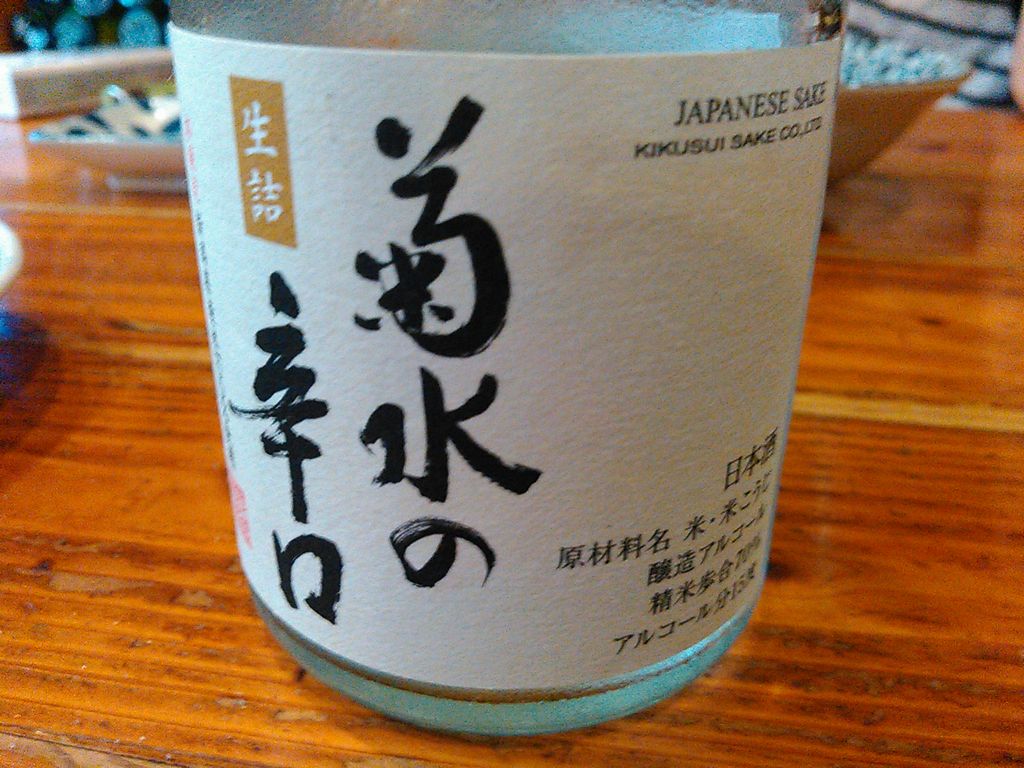 菊水の
辛口
生詰
JAPANESE SAKE
KIKUSUI SAKE CO.,LTD
日本酒
原材料名 米・米こうじ
醸造アルコール
精米歩合70%
アルコール分15度